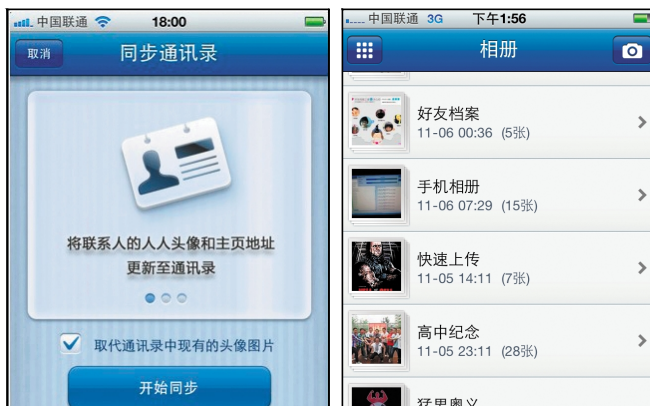 中国联通 18:00
取消 同步通讯录
将联系人的人人头像和主页地址
更新至通讯录
取代通讯录中现有的头像图片
开始同步
中国联通 3G 下午1:56
相册
好友档案
11-06 00:36 (5张)
手机相册
11-06 07:29 (15张)
快速上传
11-05 14:11 (7张)
高中纪念
11-05 23:11 (28张)
猛男奥义